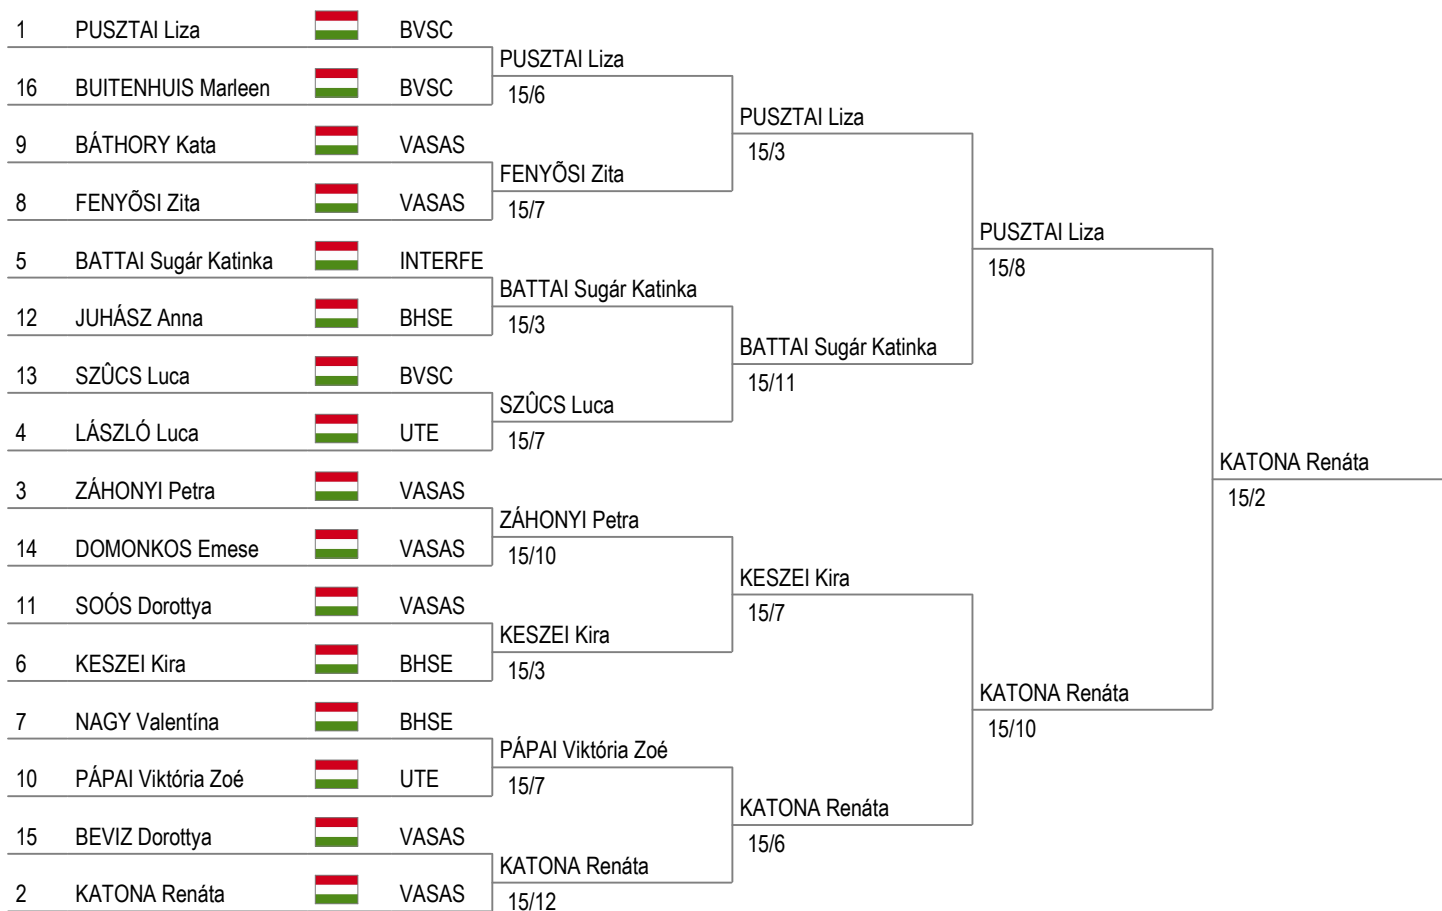 1 PUSZTAI Liza BVSC
PUSZTAI Liza
16 BUITENHUIS Marleen BVSC
15/6
PUSZTAI Liza
9 BÁTHORY Kata VASAS
15/3
FENYÕSI Zita
8 FENYÕSI Zita VASAS
15/7
PUSZTAI Liza
5 BATTAI Sugár Katinka INTERFE
15/8
BATTAI Sugár Katinka
12 JUHÁSZ Anna BHSE
15/3
BATTAI Sugár Katinka
13 SZÛCS Luca BVSC
15/11
SZÛCS Luca
4 LÁSZLÓ Luca UTE
15/7
KATONA Renáta
3 ZÁHONYI Petra VASAS
15/2
ZÁHONYI Petra
14 DOMONKOS Emese VASAS
15/10
KESZEI Kira
11 SOÓS Dorottya VASAS
15/7
KESZEI Kira
6 KESZEI Kira BHSE
15/3
KATONA Renáta
7 NAGY Valentína BHSE
15/10
PÁPAI Viktória Zoé
10 PÁPAI Viktória Zoé UTE
15/7
KATONA Renáta
15 BEVIZ Dorottya VASAS
15/6
KATONA Renáta
2 KATONA Renáta VASAS
15/12